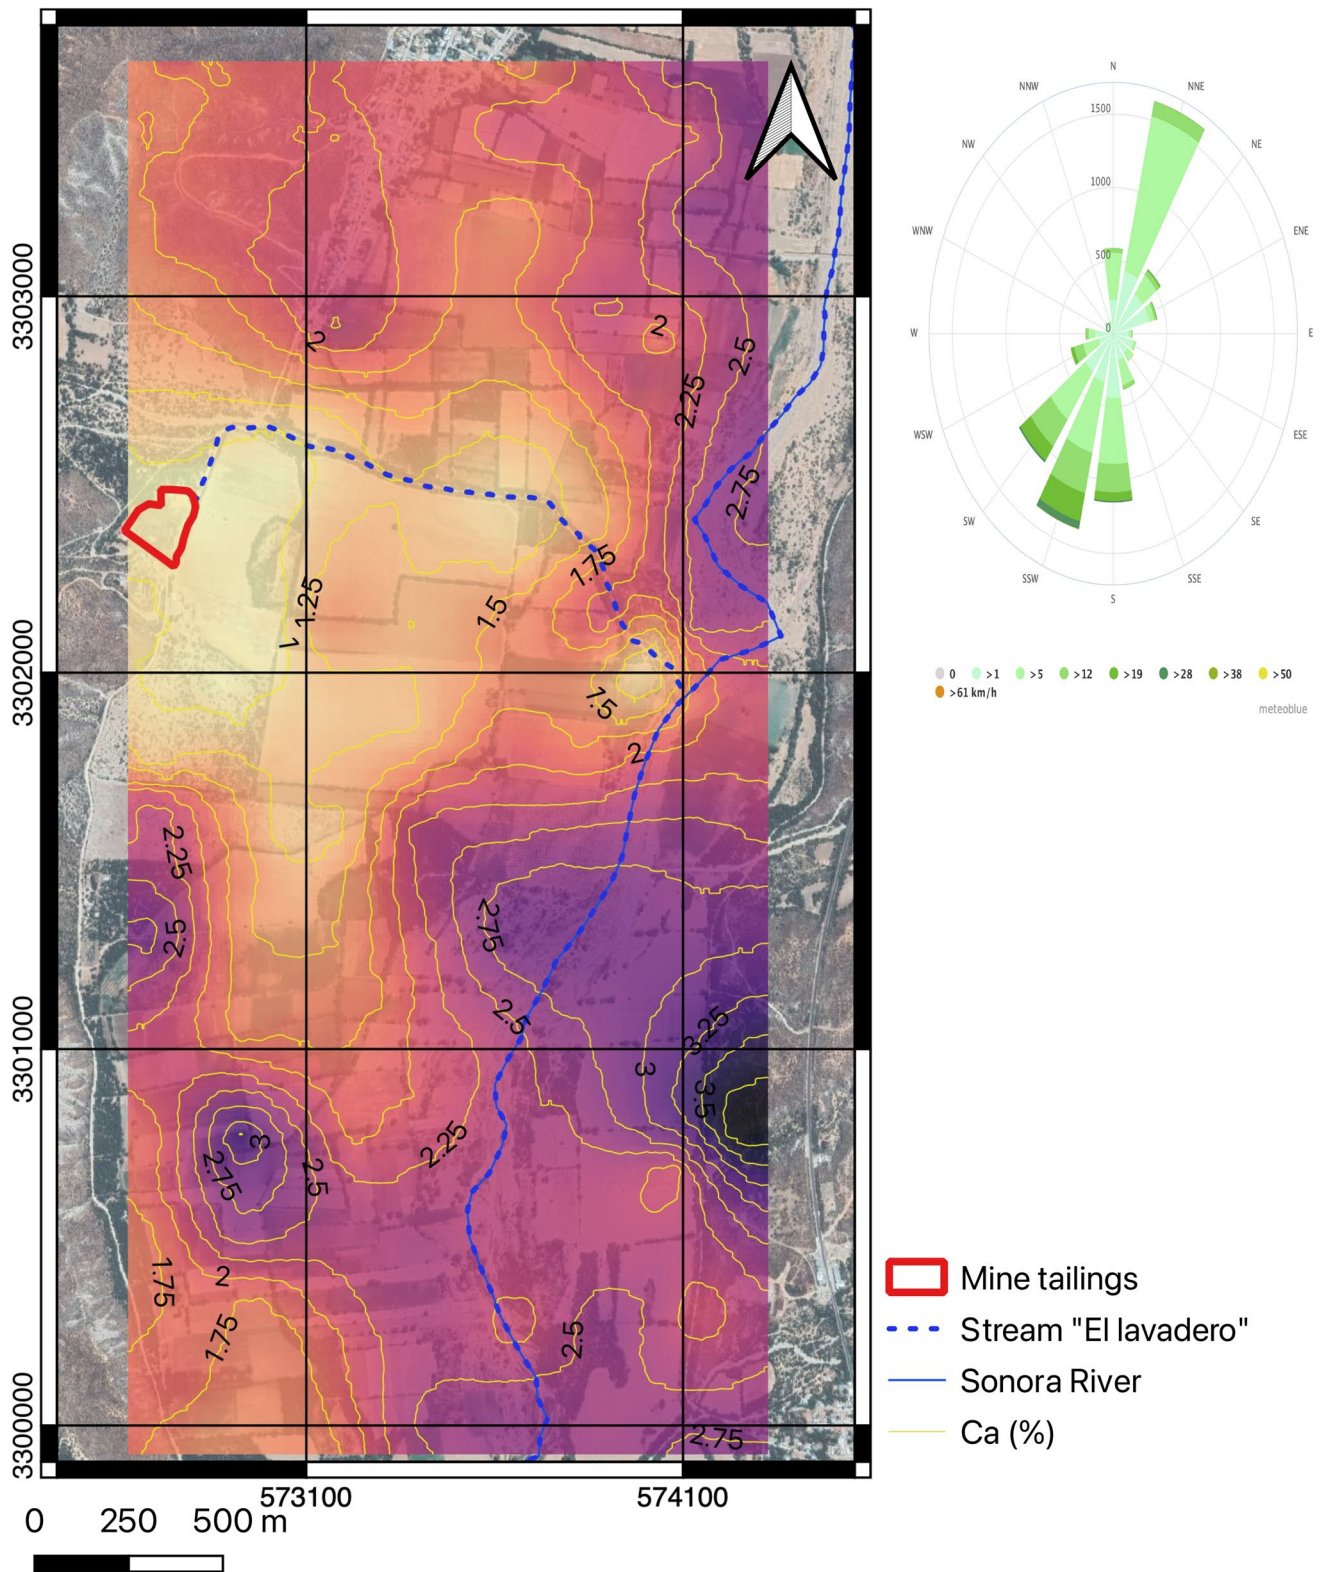 3303000
3302000
3301000
3300000
573100
574100
0 250 500 m
2
2
2.5
2.25
2.75
1.75
1.25
1
1.5
1.5
2
2.25
2.5
2.75
2.5
3.25
3
3.5
3
2.75
2.5
2.25
1.75
2
1.75
2.5
2.75
N
NNE
NE
ENE
E
ESE
SE
SSE
S
SSW
SW
WSW
W
WNW
NW
NNW
1500
1000
500
0
0 >1 >5 >12 >19 >28 >38 >50
>61 km/h
meteoblue
Mine tailings
Stream "El lavadero"
Sonora River
Ca (%)